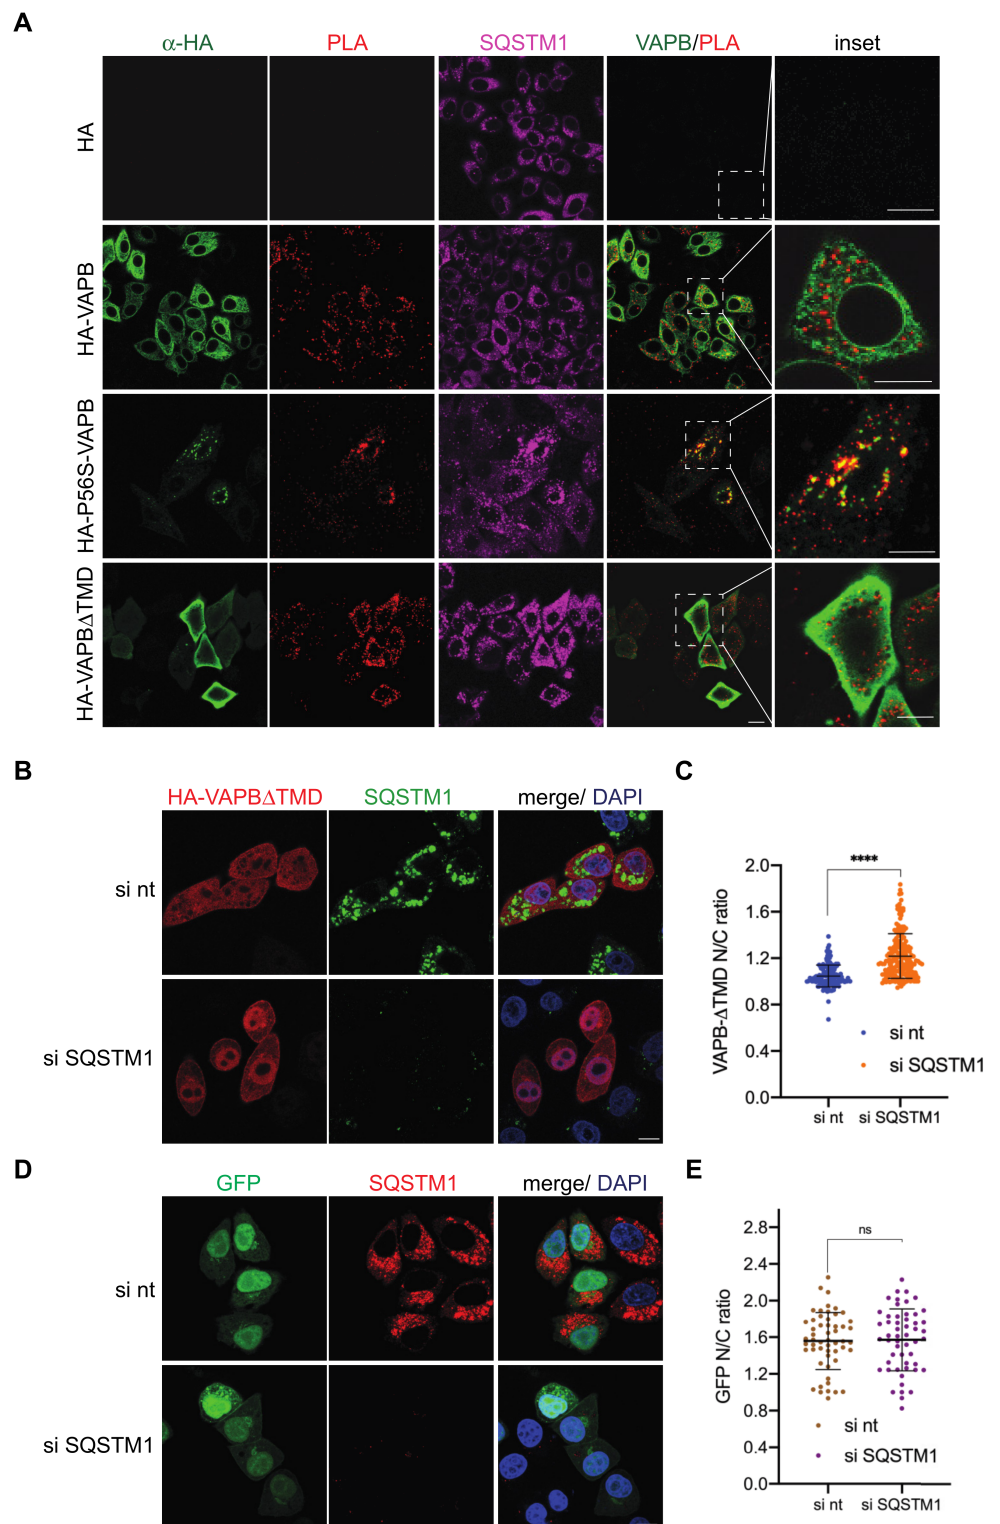 A
α-HA PLA SQSTM1 VAPB/PLA inset
HA
HA-VAPB
HA-P56S-VAPB
HA-VAPBΔTMD
B
HA-VAPBΔTMD SQSTM1 merge/ DAPI
si nt
si SQSTM1
C
2.0
1.6
1.2
0.8
0.4
0.0
VAPB-ΔTMD N/C ratio
****
si nt
si SQSTM1
si nt si SQSTM1
D
GFP SQSTM1 merge/ DAPI
si nt
si SQSTM1
E
2.8
2.4
2.0
1.6
1.2
0.8
0.4
0.0
GFP N/C ratio
ns
si nt
si SQSTM1
si nt si SQSTM1